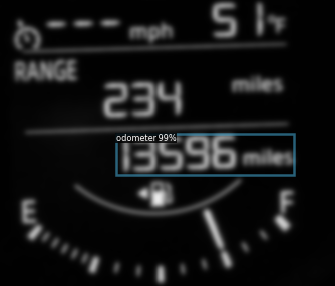 --- mph 51°F
RANGE
234 miles
odometer 99%
13596 miles
E F